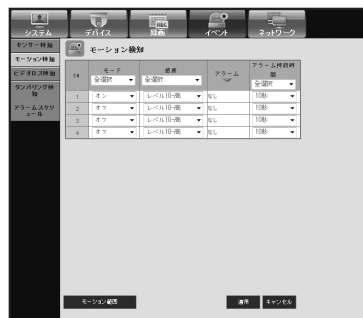 システム デバイス 録画 イベント ネットワーク
REC
センサー検知
モーション検知
ビデオロス検知
タンパリング検知
アラームスケジュール
モーション検知
CH モード 感度 アラーム アラーム持続時間
全選択 全選択 全選択
1 オン レベル10-高 なし 10秒
2 オフ レベル10-高 なし 10秒
3 オフ レベル10-高 なし 10秒
4 オフ レベル10-高 なし 10秒
モーション範囲 適用 キャンセル